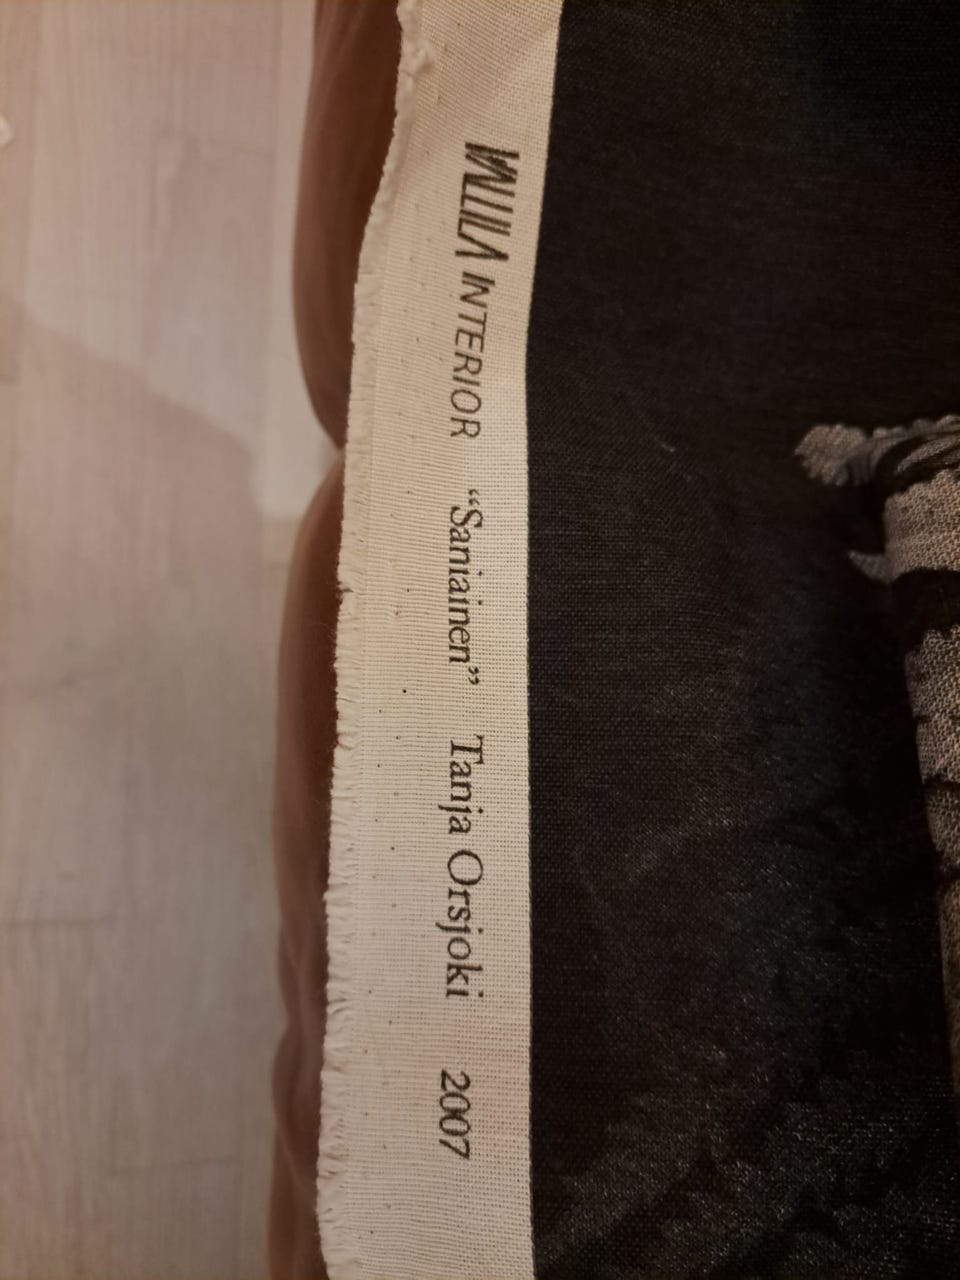 VALLILA INTERIOR “Saniainen” Tanja Orsjoki 2007